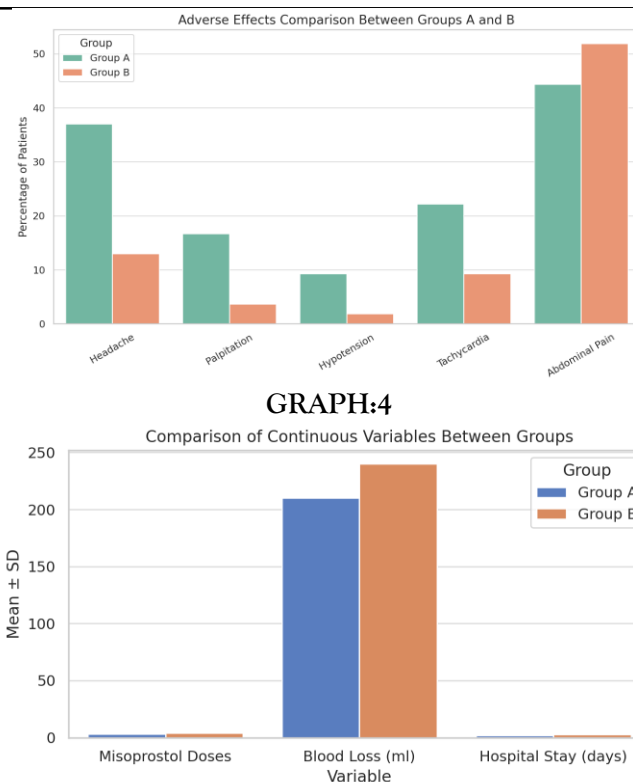 Adverse Effects Comparison Between Groups A and B
Group
Group A
Group B
Percentage of Patients
50
40
30
20
10
0
Headache
Palpitation
Hypotension
Tachycardia
Abdominal Pain
GRAPH:4
Comparison of Continuous Variables Between Groups
Group
Group A
Group B
Mean ± SD
250
200
150
100
50
0
Misoprostol Doses
Blood Loss (ml)
Hospital Stay (days)
Variable